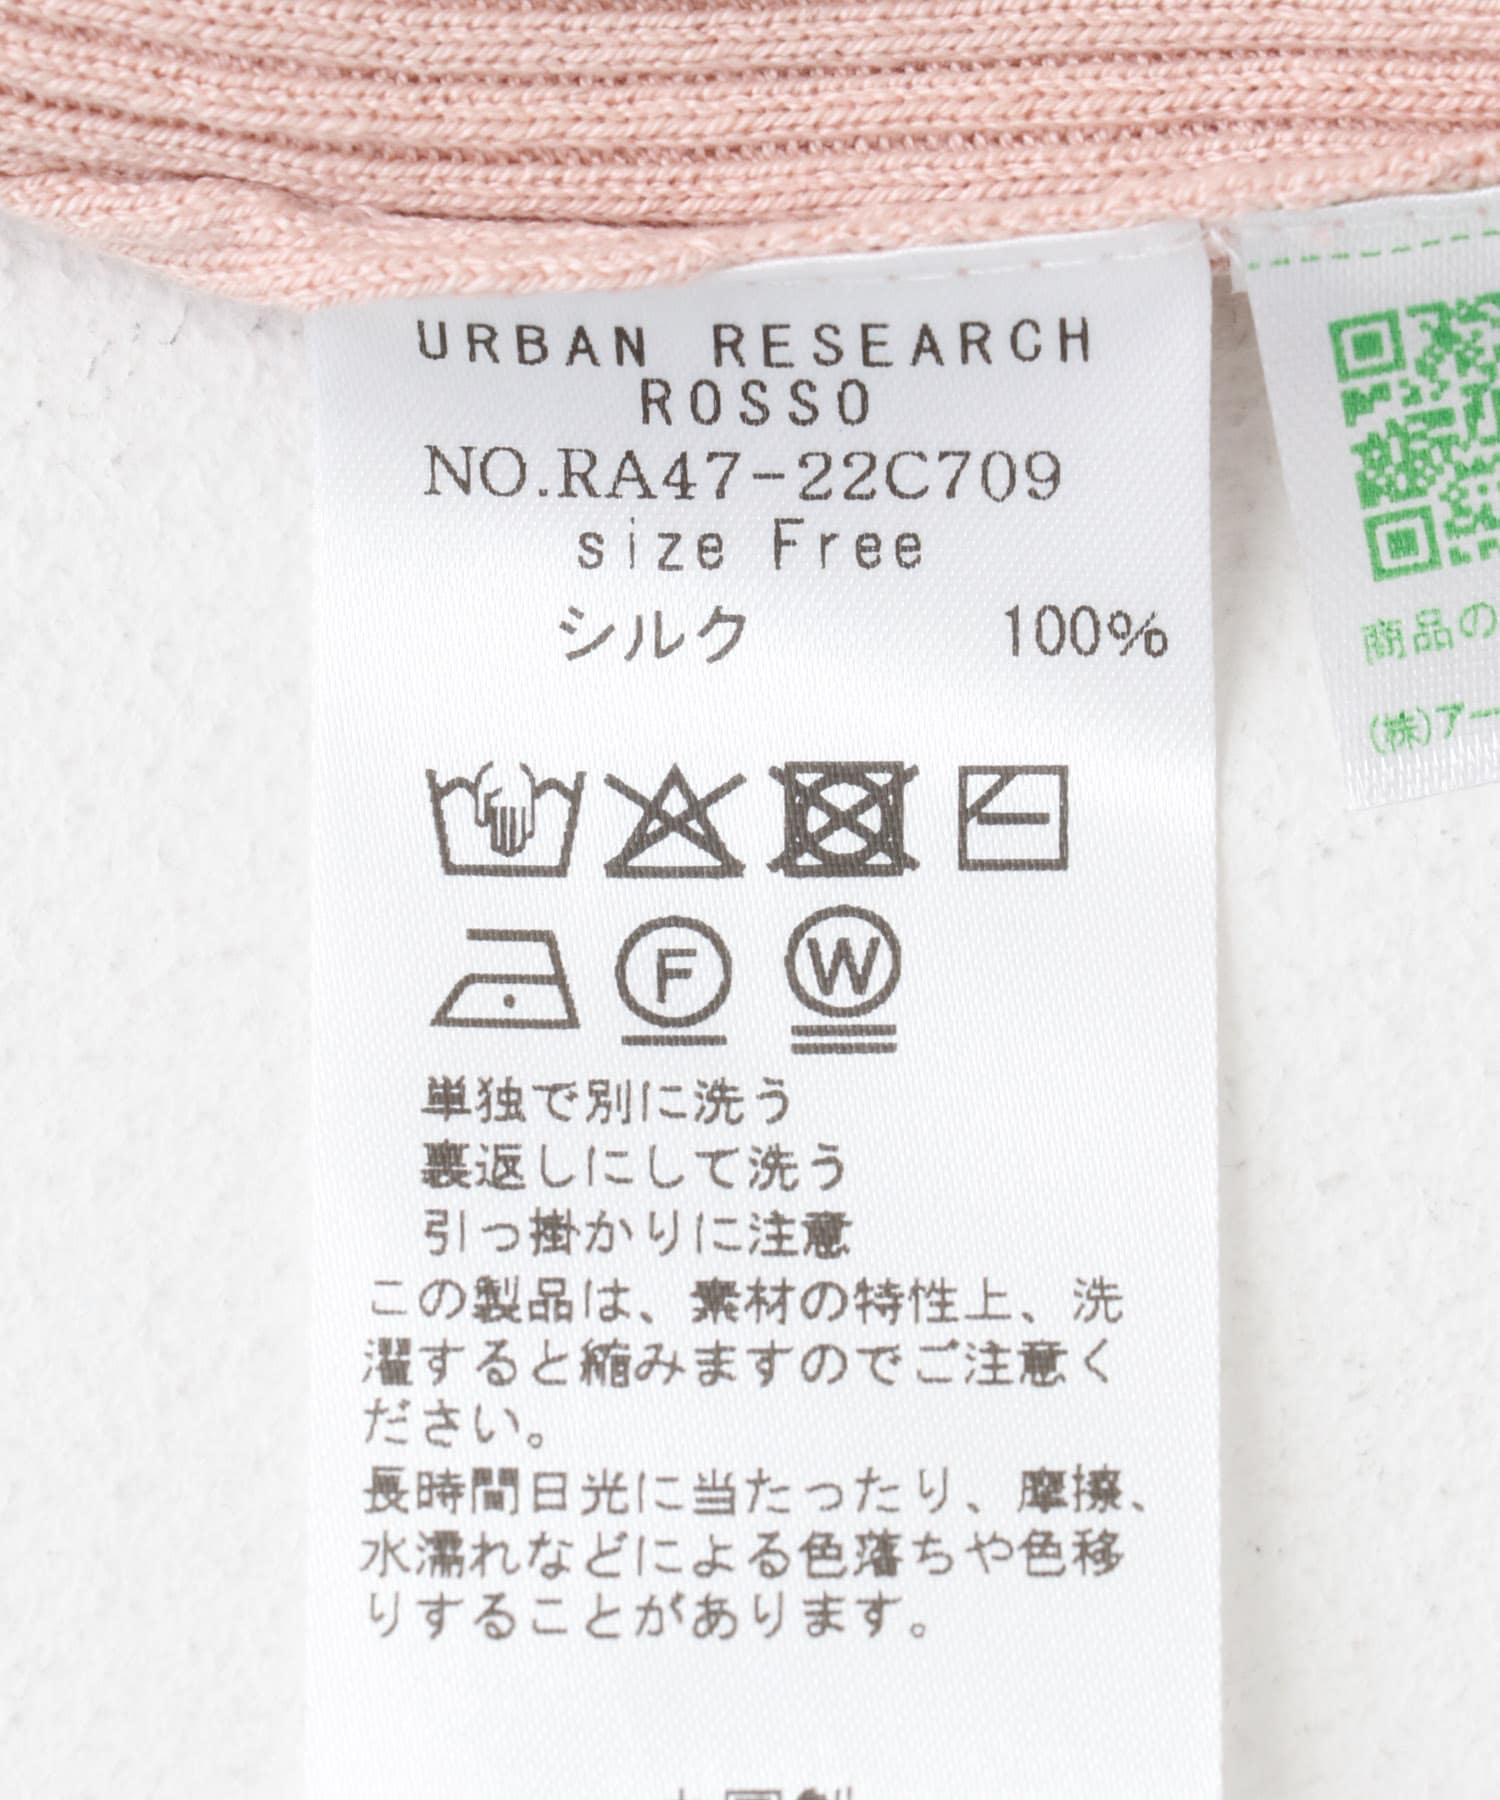 URBAN RESEARCH
ROSSO
NO.RA47-22C709
size Free
シルク 100%
F W
単独で別に洗う
裏返しにして洗う
引っ掛かりに注意
この製品は、素材の特性上、洗
濯すると縮みますのでご注意く
ださい。
長時間日光に当たったり、摩擦、
水濡れなどによる色落ちや色移
りすることがあります。
商品の
(株)アー